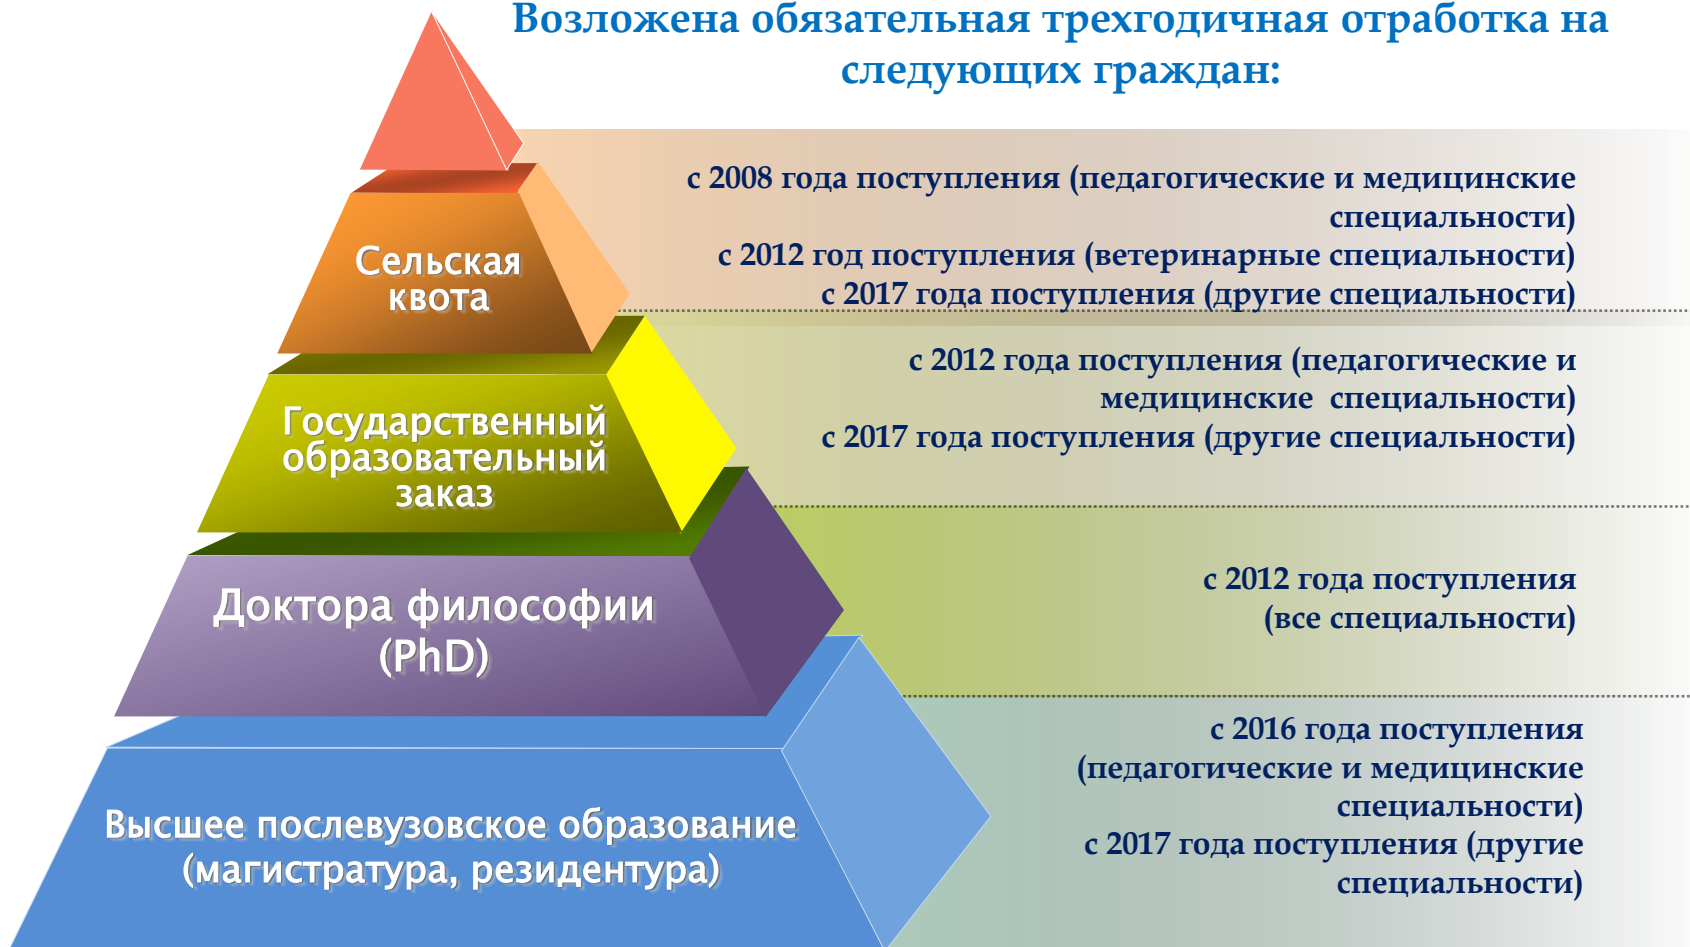 Возложена обязательная трехгодичная отработка на
следующих граждан:
Сельская
квота
с 2008 года поступления (педагогические и медицинские
специальности)
с 2012 год поступления (ветеринарные специальности)
с 2017 года поступления (другие специальности)
Государственный
образовательный
заказ
с 2012 года поступления (педагогические и
медицинские специальности)
с 2017 года поступления (другие специальности)
Доктора философии
(PhD)
с 2012 года поступления
(все специальности)
Высшее послевузовское образование
(магистратура, резидентура)
с 2016 года поступления
(педагогические и медицинские
специальности)
с 2017 года поступления (другие
специальности)